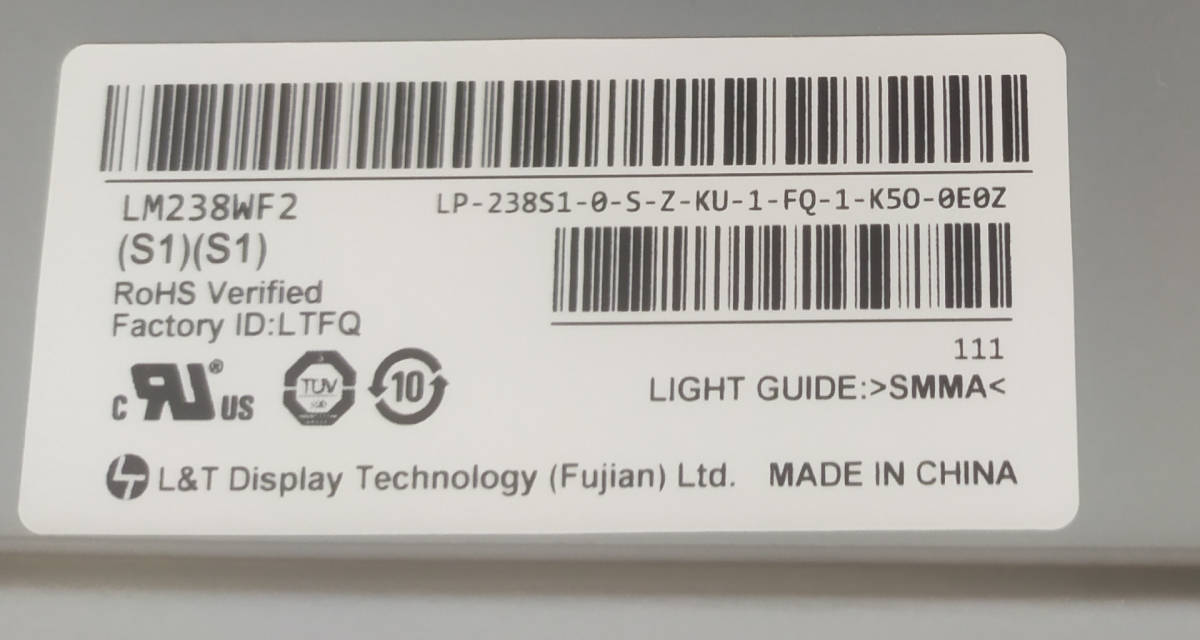 LM238WF2
LP-238S1-0-S-Z-KU-1-FQ-1-K5O-0E0Z
(S1)(S1)
RoHS Verified
Factory ID:LTFQ
111
LIGHT GUIDE:>SMMA<
C RU® US
TUV
10
L&T Display Technology (Fujian) Ltd. MADE IN CHINA